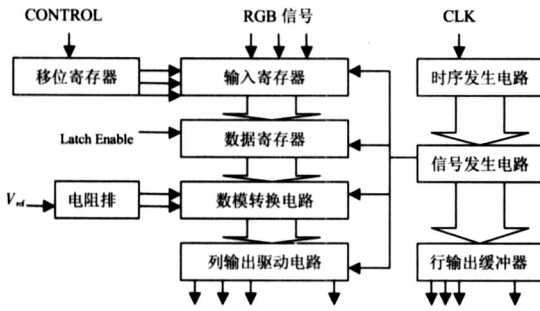 CONTROL
RGB 信号
CLK
移位寄存器
输入寄存器
时序发生电路
Latch Enable
数据寄存器
信号发生电路
Vref
电阻排
数模转换电路
列输出驱动电路
行输出缓冲器